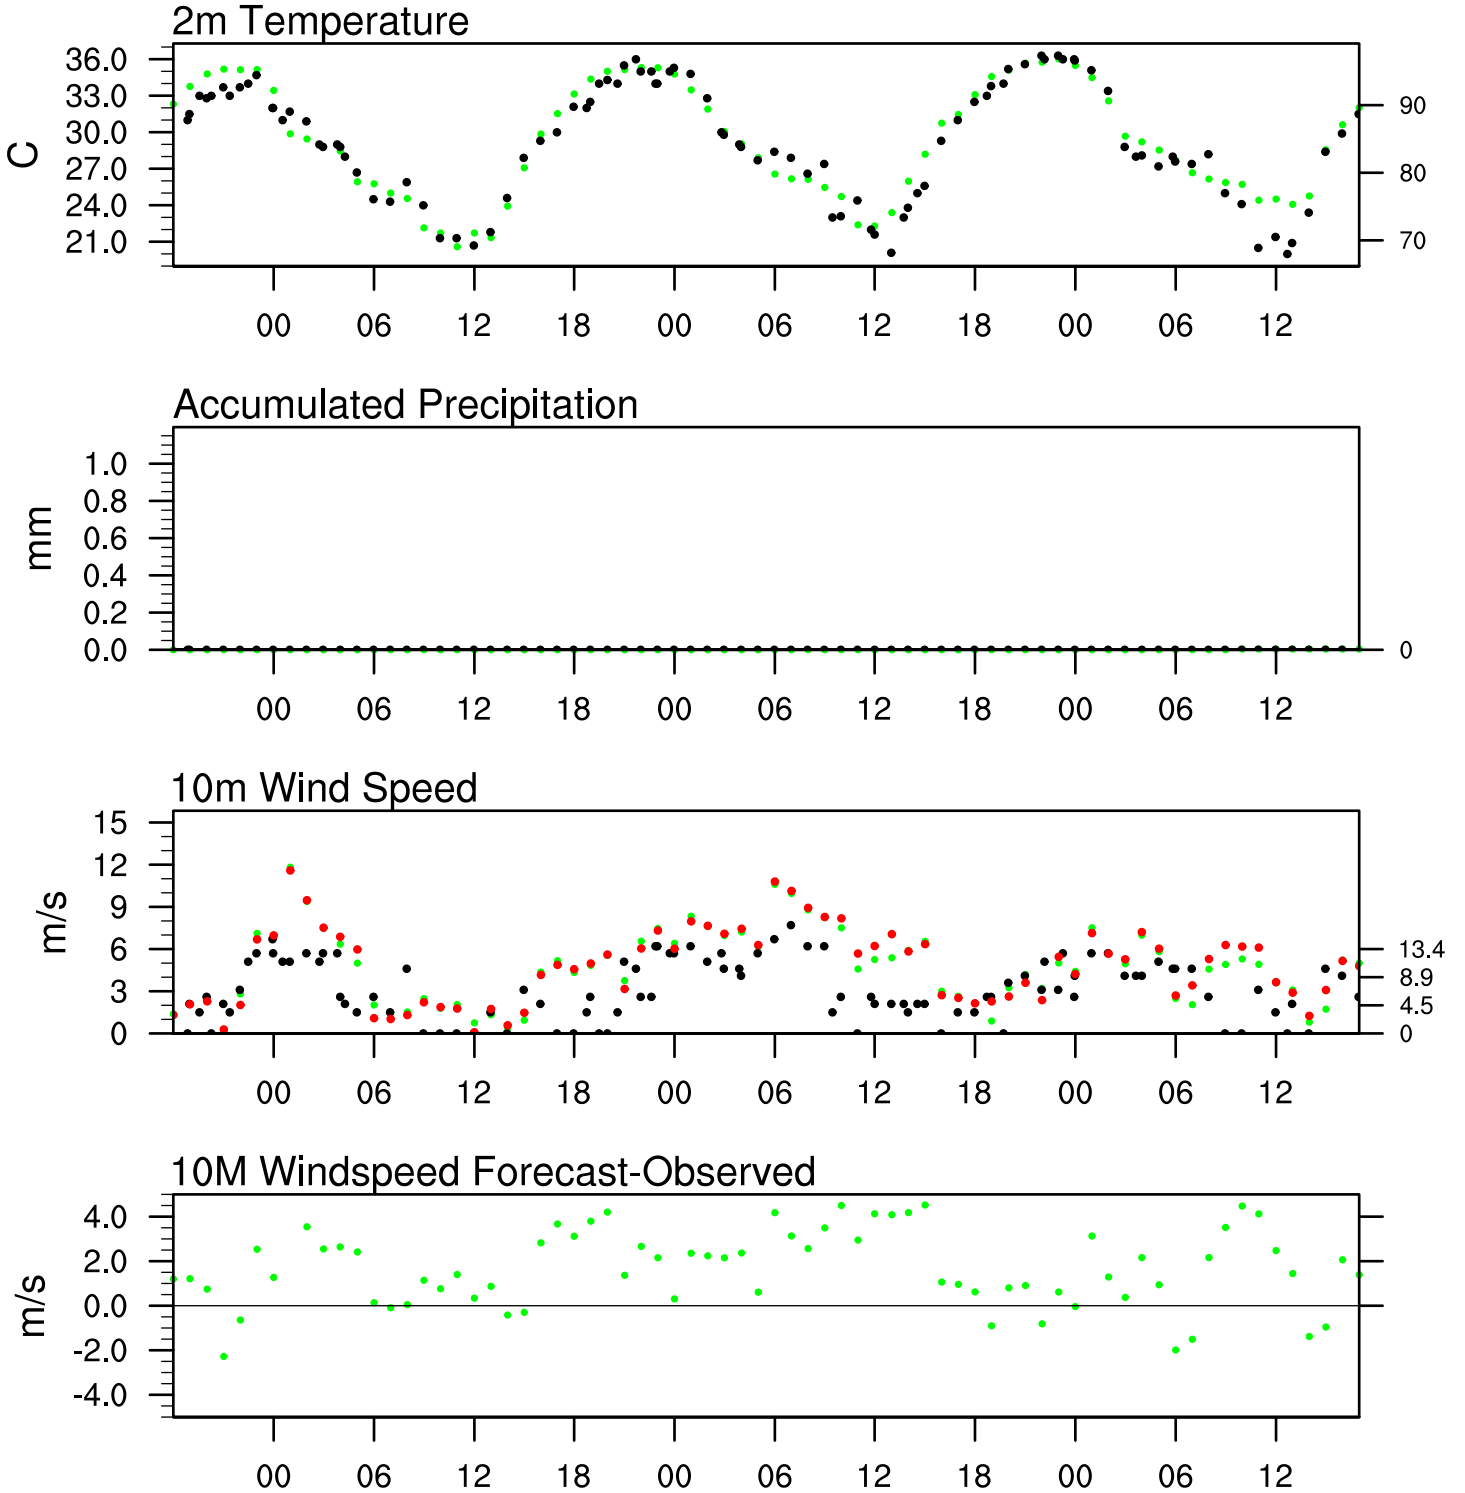 2m Temperature
36.0
33.0
30.0
27.0
24.0
21.0
C
90
80
70
00 06 12 18 00 06 12 18 00 06 12
Accumulated Precipitation
1.0
0.8
0.6
0.4
0.2
0.0
mm
0
00 06 12 18 00 06 12 18 00 06 12
10m Wind Speed
15
12
9
6
3
0
m/s
13.4
8.9
4.5
0
00 06 12 18 00 06 12 18 00 06 12
10M Windspeed Forecast-Observed
4.0
2.0
0.0
-2.0
-4.0
m/s
00 06 12 18 00 06 12 18 00 06 12